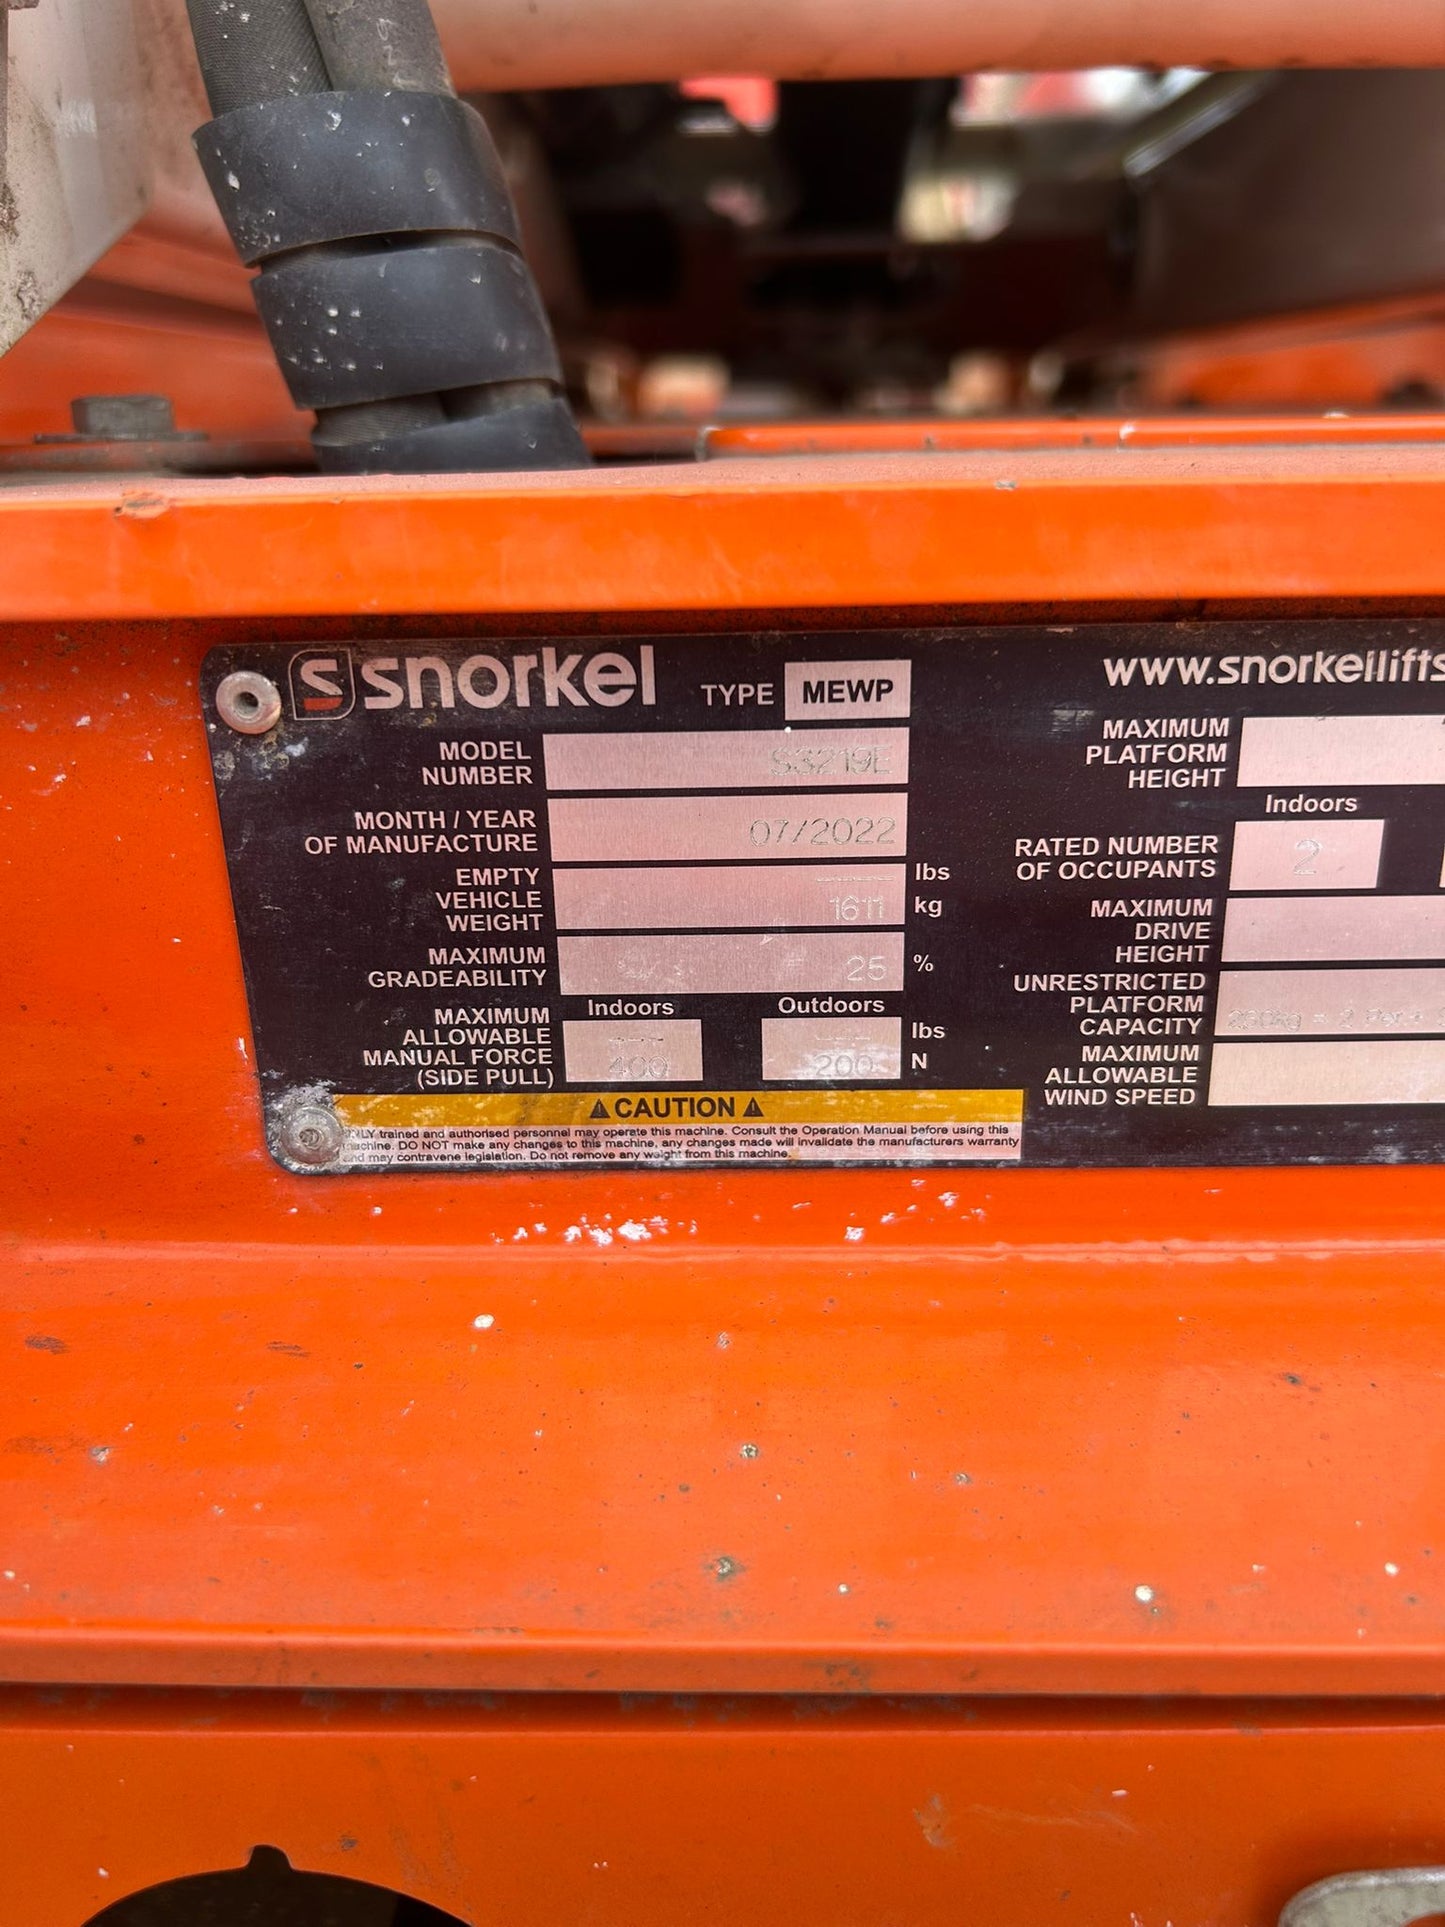 snorkel TYPE MEWP
MODEL
NUMBER
S3219E
MONTH / YEAR
OF MANUFACTURE
07/2022
EMPTY
VEHICLE
WEIGHT
lbs
1611 kg
MAXIMUM
GRADEABILITY
25 %
Indoors Outdoors
MAXIMUM
ALLOWABLE
MANUAL FORCE
(SIDE PULL)
lbs
400 200 N
CAUTION
trained and authorised personnel may operate this machine. Consult the Operation Manual before using this
machine. DO NOT make any changes to this machine, any changes made will invalidate the manufacturers warranty
and may contravene legislation. Do not remove any weight from this machine.
www.snorkellifts
MAXIMUM
PLATFORM
HEIGHT
Indoors
RATED NUMBER
OF OCCUPANTS
2
MAXIMUM
DRIVE
HEIGHT
UNRESTRICTED
PLATFORM
CAPACITY
= 2 Per +
MAXIMUM
ALLOWABLE
WIND SPEED